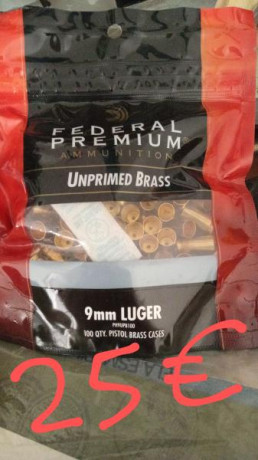 FEDERAL
PREMIUM®
AMMUNITION
UNPRIMED BRASS
9mm LUGER
100 QTY. PISTOL BRASS CASES
25€